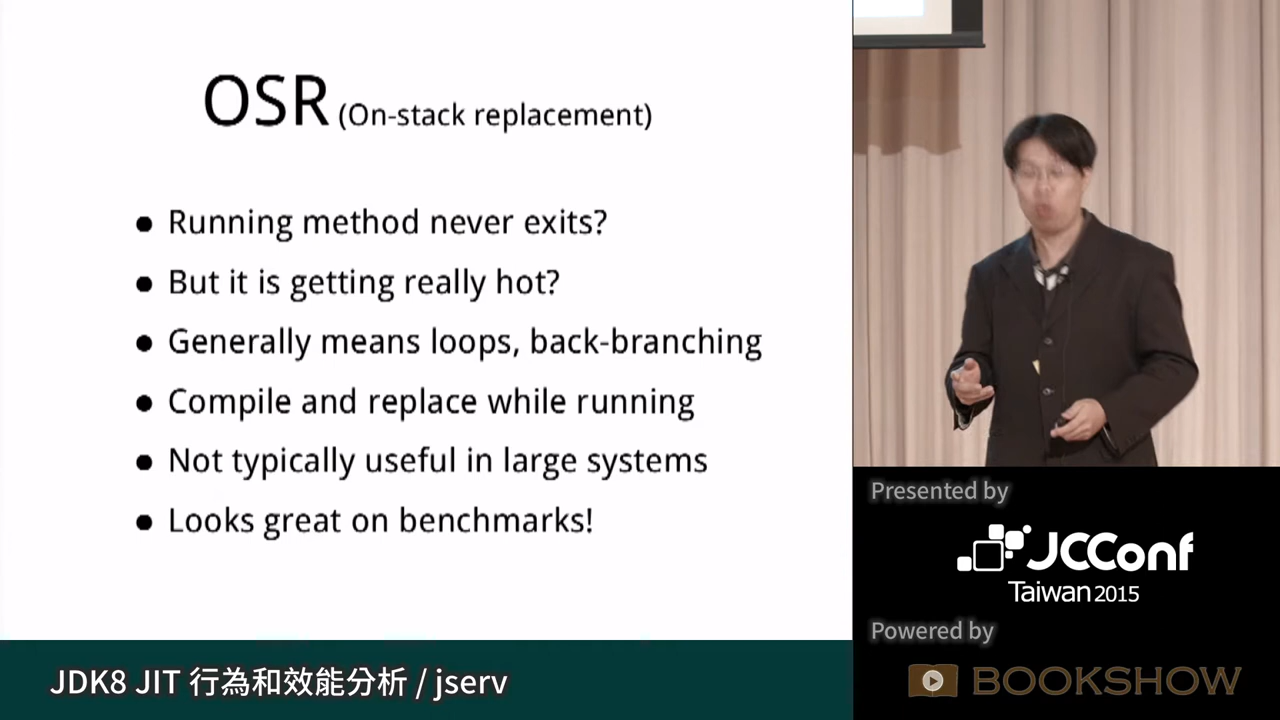 OSR (On-stack replacement)
● Running method never exits?
● But it is getting really hot?
● Generally means loops, back-branching
● Compile and replace while running
● Not typically useful in large systems
● Looks great on benchmarks!
JDK8 JIT 行為和效能分析 / jserv
Presented by
JCConf
Taiwan 2015
Powered by
BOOKSHOW